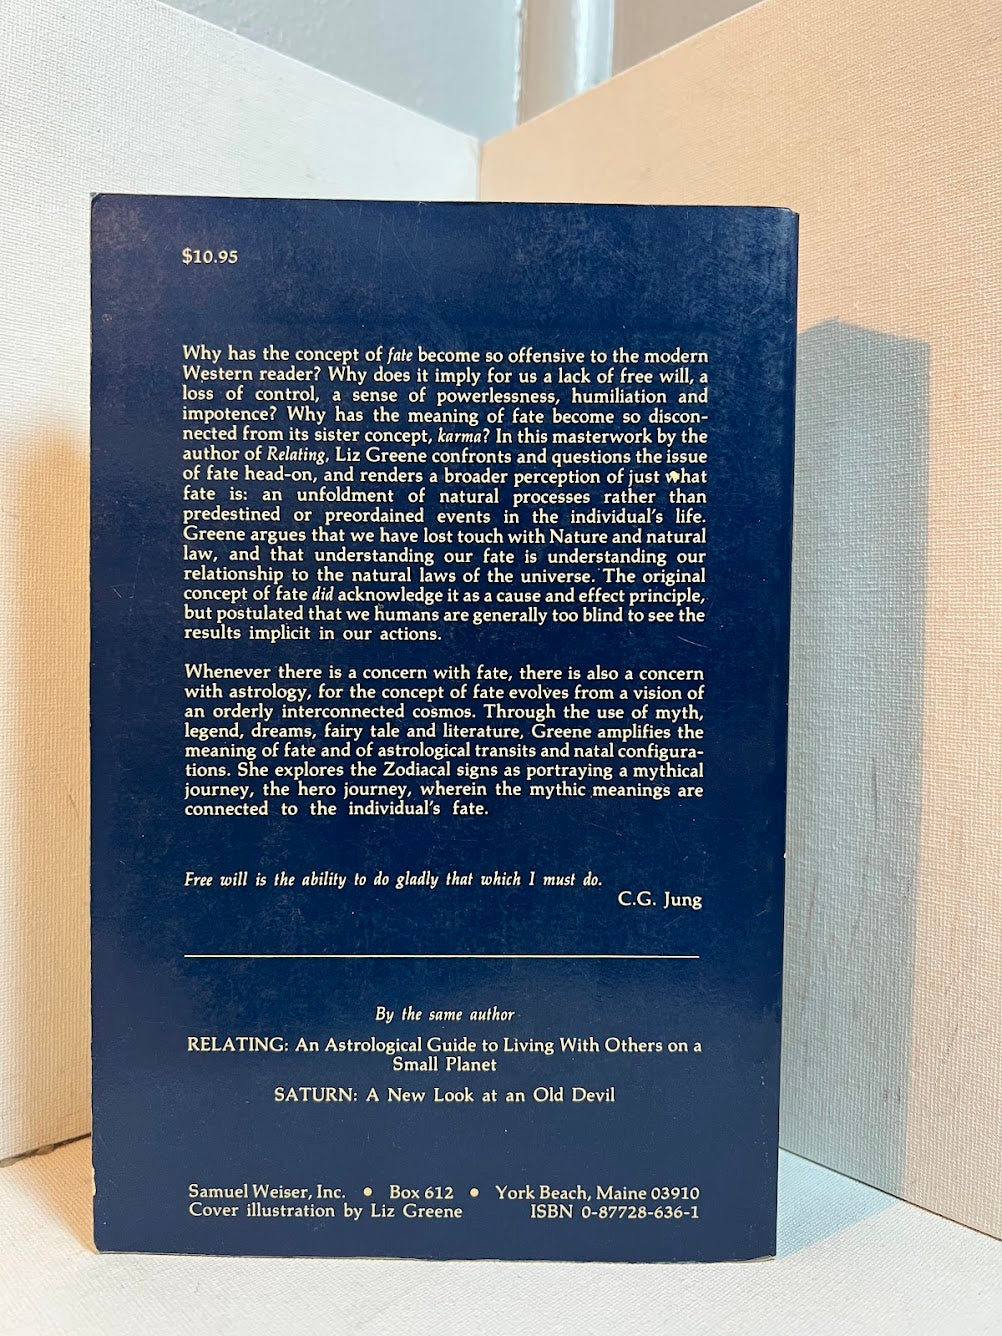 $10.95
Why has the concept of fate become so offensive to the modern
Western reader? Why does it imply for us a lack of free will, a
loss of control, a sense of powerlessness, humiliation and
impotence? Why has the meaning of fate become so discon-
nected from its sister concept, karma? In this masterwork by the
author of Relating, Liz Greene confronts and questions the issue
of fate head-on, and renders a broader perception of just what
fate is: an unfoldment of natural processes rather than
predestined or preordained events in the individual's life.
Greene argues that we have lost touch with Nature and natural
law, and that understanding our fate is understanding our
relationship to the natural laws of the universe. The original
concept of fate did acknowledge it as a cause and effect principle,
but postulated that we humans are generally too blind to see the
results implicit in our actions.
Whenever there is a concern with fate, there is also a concern
with astrology, for the concept of fate evolves from a vision of
an orderly interconnected cosmos. Through the use of myth,
legend, dreams, fairy tale and literature, Greene amplifies the
meaning of fate and of astrological transits and natal configura-
tions. She explores the Zodiacal signs as portraying a mythical
journey, the hero journey, wherein the mythic meanings are
connected to the individual's fate.
Free will is the ability to do gladly that which I must do.
C.G. Jung
By the same author
RELATING: An Astrological Guide to Living With Others on a
Small Planet
SATURN: A New Look at an Old Devil
Samuel Weiser, Inc. • Box 612 • York Beach, Maine 03910
Cover illustration by Liz Greene ISBN 0-87728-636-1